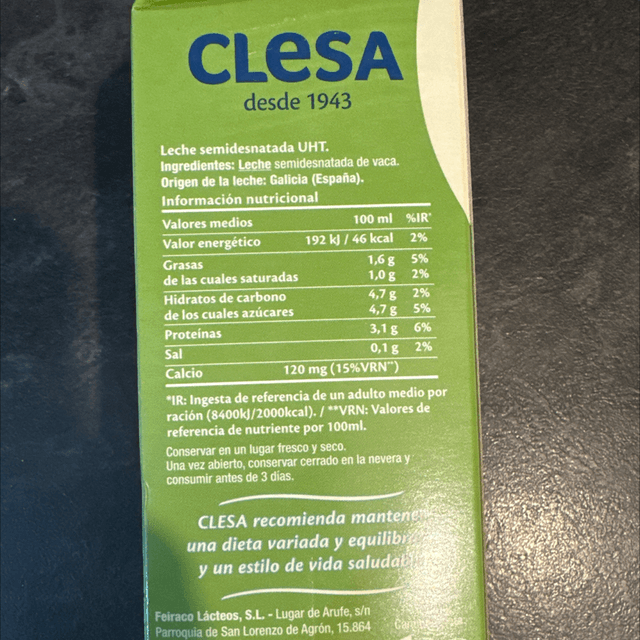 CLESA
desde 1943
Leche semidesnatada UHT.
Ingredientes: Leche semidesnatada de vaca.
Origen de la leche: Galicia (España).
Información nutricional
Valores medios 100 ml %IR*
Valor energético 192 kJ / 46 kcal 2%
Grasas 1,6 g 5%
de las cuales saturadas 1,0 g 2%
Hidratos de carbono 4,7 g 2%
de los cuales azúcares 4,7 g 5%
Proteínas 3,1 g 6%
Sal 0,1 g 2%
Calcio 120 mg (15%VRN**)
*IR: Ingesta de referencia de un adulto medio por
ración (8400kJ/2000kcal). / **VRN: Valores de
referencia de nutriente por 100ml.
Conservar en un lugar fresco y seco.
Una vez abierto, conservar cerrado en la nevera y
consumir antes de 3 días.
CLESA recomienda mantene
una dieta variada y equilib
y un estilo de vida saludab
Feiraco Lácteos, S.L. - Lugar de Arufe, s/n
Parroquia de San Lorenzo de Agrón, 15.864